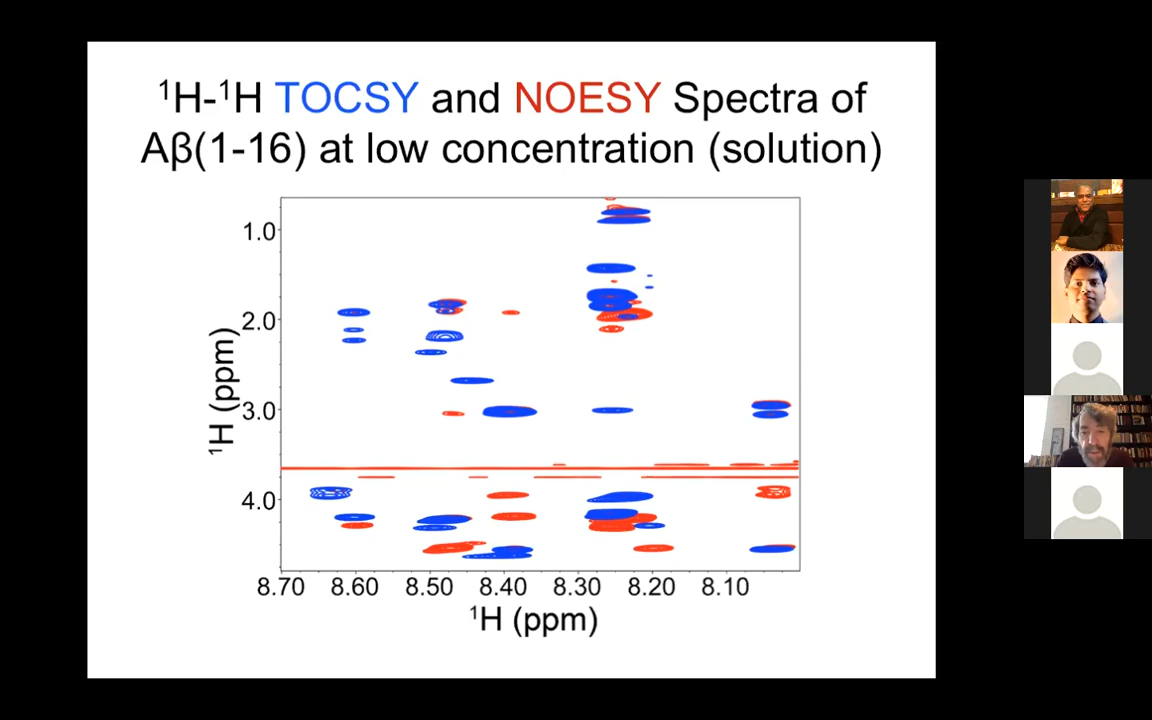 ¹H-¹H TOCSY and NOESY Spectra of
Aβ(1-16) at low concentration (solution)
1.0
2.0
3.0
4.0
¹H (ppm)
8.70 8.60 8.50 8.40 8.30 8.20 8.10
¹H (ppm)